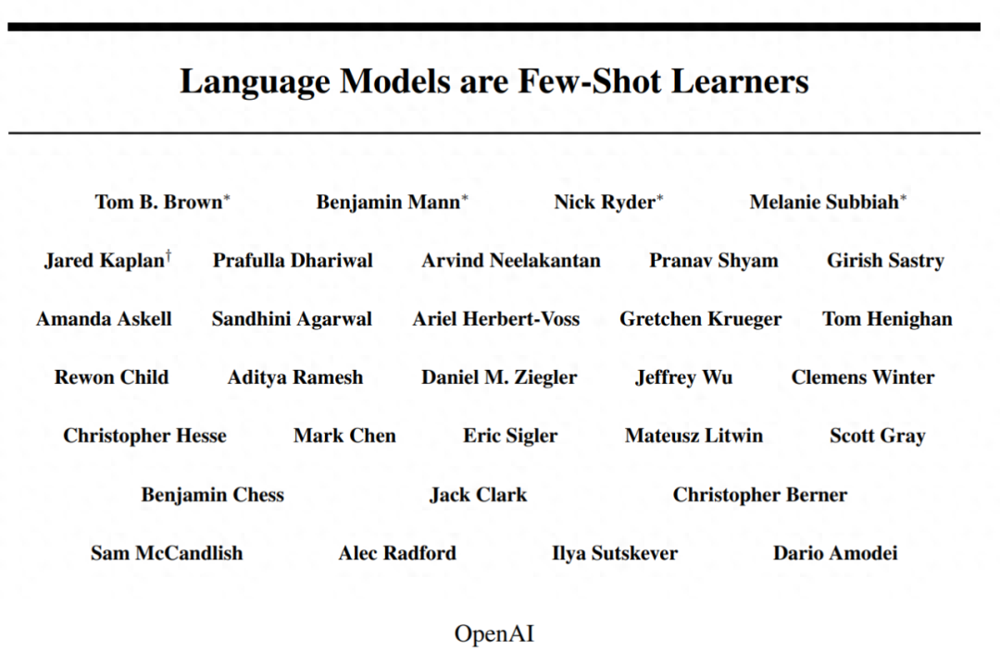 Language Models are Few-Shot Learners
Tom B. Brown* Benjamin Mann* Nick Ryder* Melanie Subbiah*
Jared Kaplan† Prafulla Dhariwal Arvind Neelakantan Pranav Shyam Girish Sastry
Amanda Askell Sandhini Agarwal Ariel Herbert-Voss Gretchen Krueger Tom Henighan
Rewon Child Aditya Ramesh Daniel M. Ziegler Jeffrey Wu Clemens Winter
Christopher Hesse Mark Chen Eric Sigler Mateusz Litwin Scott Gray
Benjamin Chess Jack Clark Christopher Berner
Sam McCandlish Alec Radford Ilya Sutskever Dario Amodei
OpenAI